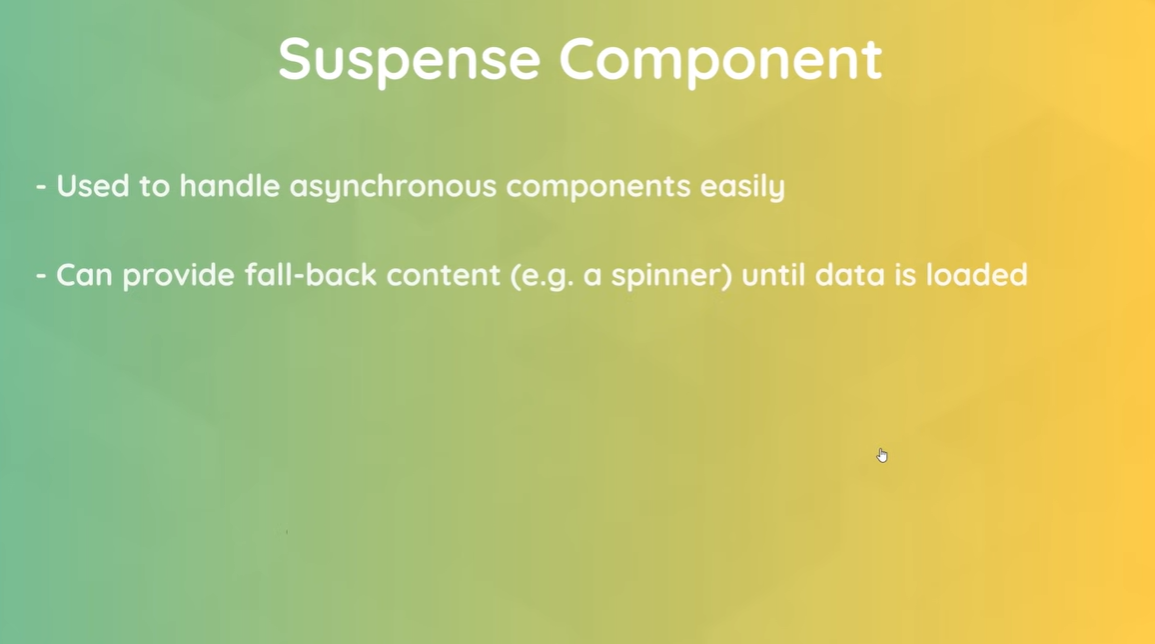 Suspense Component
- Used to handle asynchronous components easily
- Can provide fall-back content (e.g. a spinner) until data is loaded